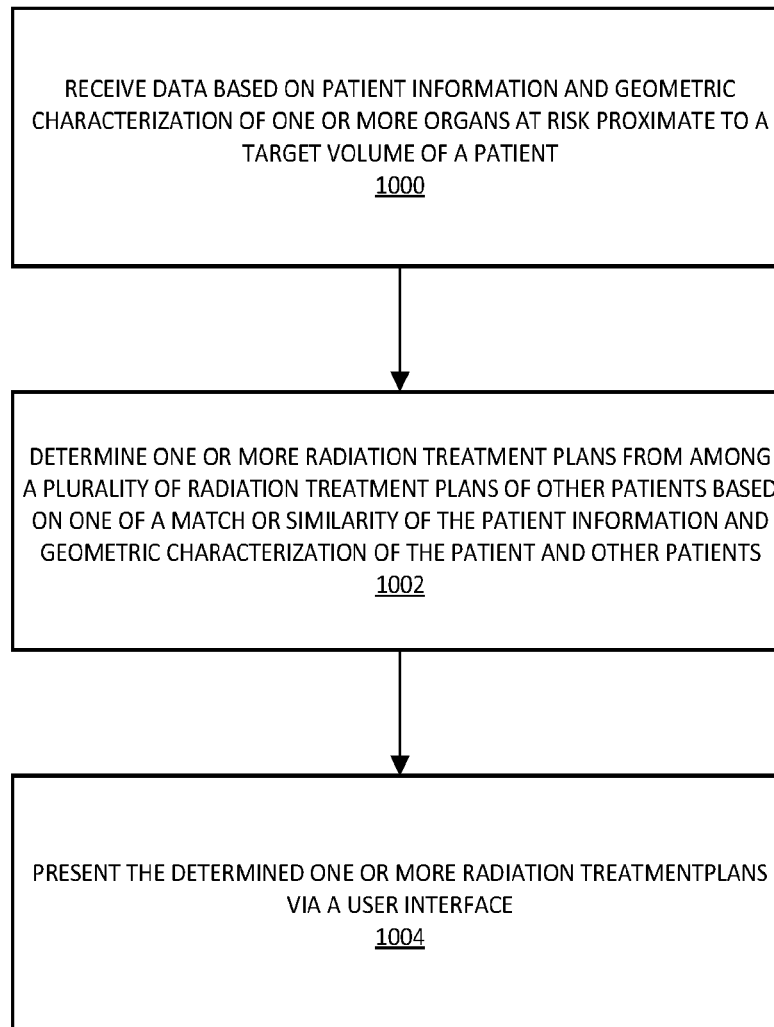 RECEIVE DATA BASED ON PATIENT INFORMATION AND GEOMETRIC
CHARACTERIZATION OF ONE OR MORE ORGANS AT RISK PROXIMATE TO A
TARGET VOLUME OF A PATIENT
1000
DETERMINE ONE OR MORE RADIATION TREATMENT PLANS FROM AMONG
A PLURALITY OF RADIATION TREATMENT PLANS OF OTHER PATIENTS BASED
ON ONE OF A MATCH OR SIMILARITY OF THE PATIENT INFORMATION AND
GEOMETRIC CHARACTERIZATION OF THE PATIENT AND OTHER PATIENTS
1002
PRESENT THE DETERMINED ONE OR MORE RADIATION TREATMENTPLANS
VIA A USER INTERFACE
1004